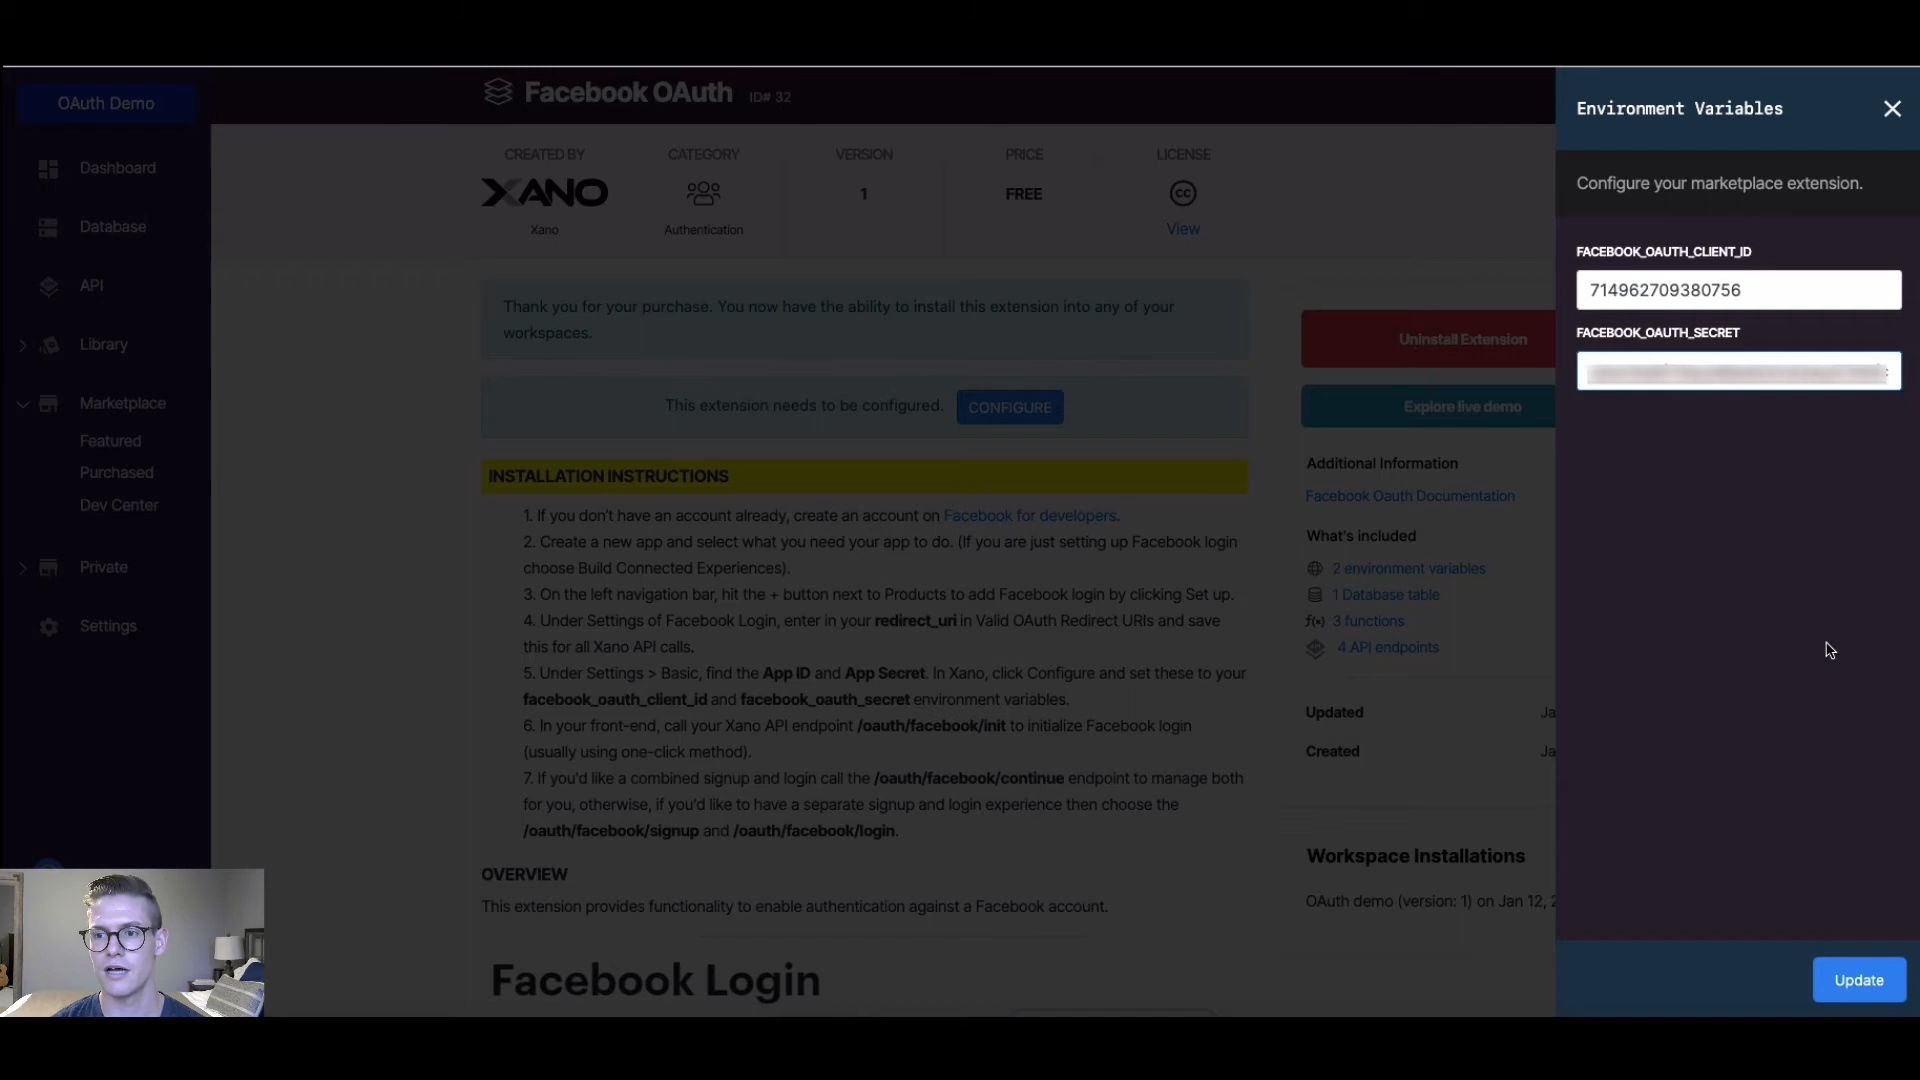 OAuth Demo
Dashboard
Database
API
Library
Marketplace
Featured
Purchased
Dev Center
Private
Settings
Facebook OAuth ID# 32
CREATED BY
XANO
Xano
CATEGORY
Authentication
VERSION
1
PRICE
FREE
LICENSE
cc
View
Thank you for your purchase. You now have the ability to install this extension into any of your
workspaces.
This extension needs to be configured. CONFIGURE
INSTALLATION INSTRUCTIONS
1. If you don't have an account already, create an account on Facebook for developers.
2. Create a new app and select what you need your app to do. (If you are just setting up Facebook login
choose Build Connected Experiences).
3. On the left navigation bar, hit the + button next to Products to add Facebook login by clicking Set up.
4. Under Settings of Facebook Login, enter in your redirect_uri in Valid OAuth Redirect URIs and save
this for all Xano API calls.
5. Under Settings > Basic, find the App ID and App Secret. In Xano, click Configure and set these to your
facebook_oauth_client_id and facebook_oauth_secret environment variables.
6. In your front-end, call your Xano API endpoint /oauth/facebook/init to initialize Facebook login
(usually using one-click method).
7. If you'd like a combined signup and login call the /oauth/facebook/continue endpoint to manage both
for you, otherwise, if you'd like to have a separate signup and login experience then choose the
/oauth/facebook/signup and /oauth/facebook/login.
OVERVIEW
This extension provides functionality to enable authentication against a Facebook account.
Facebook Login
Uninstall Extension
Explore live demo
Additional Information
Facebook Oauth Documentation
What's included
2 environment variables
1 Database table
f(x) 3 functions
4 API endpoints
Updated Ja
Created Ja
Workspace Installations
OAuth demo (version: 1) on Jan 12, 2
Environment Variables
Configure your marketplace extension.
FACEBOOK_OAUTH_CLIENT_ID
714962709380756
FACEBOOK_OAUTH_SECRET
Update